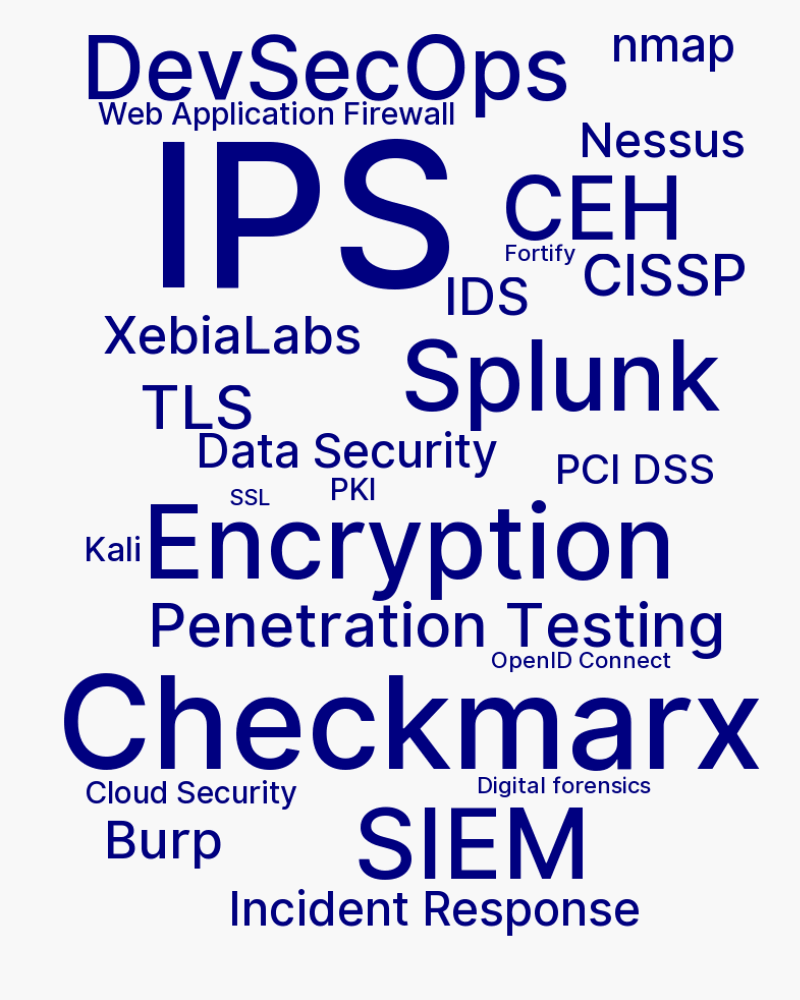 DevSecOps
nmap
Web Application Firewall
Nessus
IPS
CEH
Fortify
CISSP
IDS
XebiaLabs
Splunk
TLS
Data Security
PCI DSS
PKI
SSL
Encryption
Kali
Penetration Testing
OpenID Connect
Checkmarx
Cloud Security
Digital forensics
Burp
SIEM
Incident Response